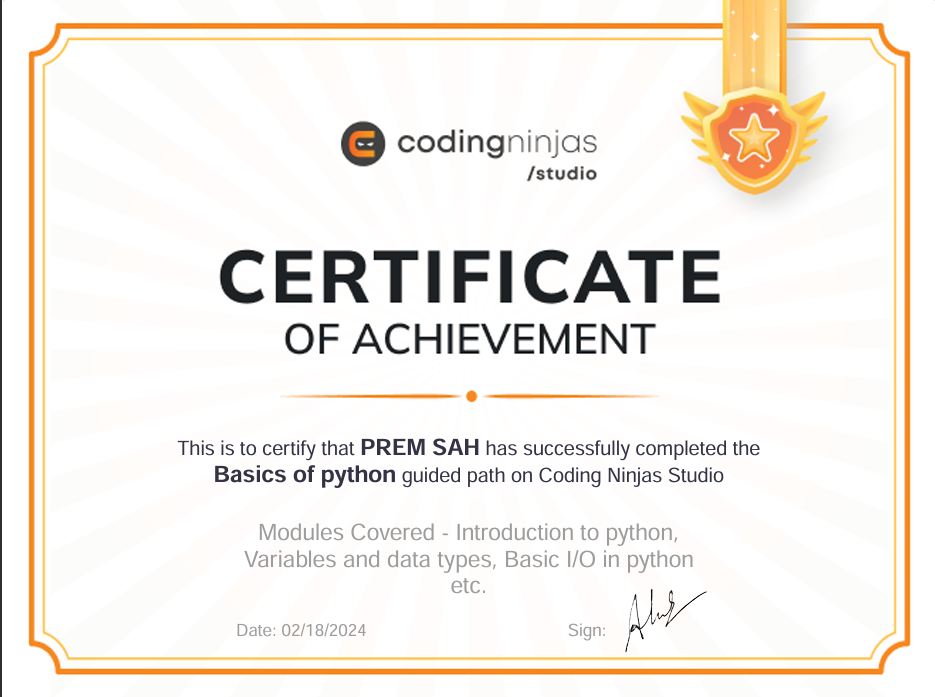 codingninjas
/studio
CERTIFICATE
OF ACHIEVEMENT
This is to certify that PREM SAH has successfully completed the
Basics of python guided path on Coding Ninjas Studio
Modules Covered - Introduction to python,
Variables and data types, Basic I/O in python
etc.
Date: 02/18/2024
Sign: